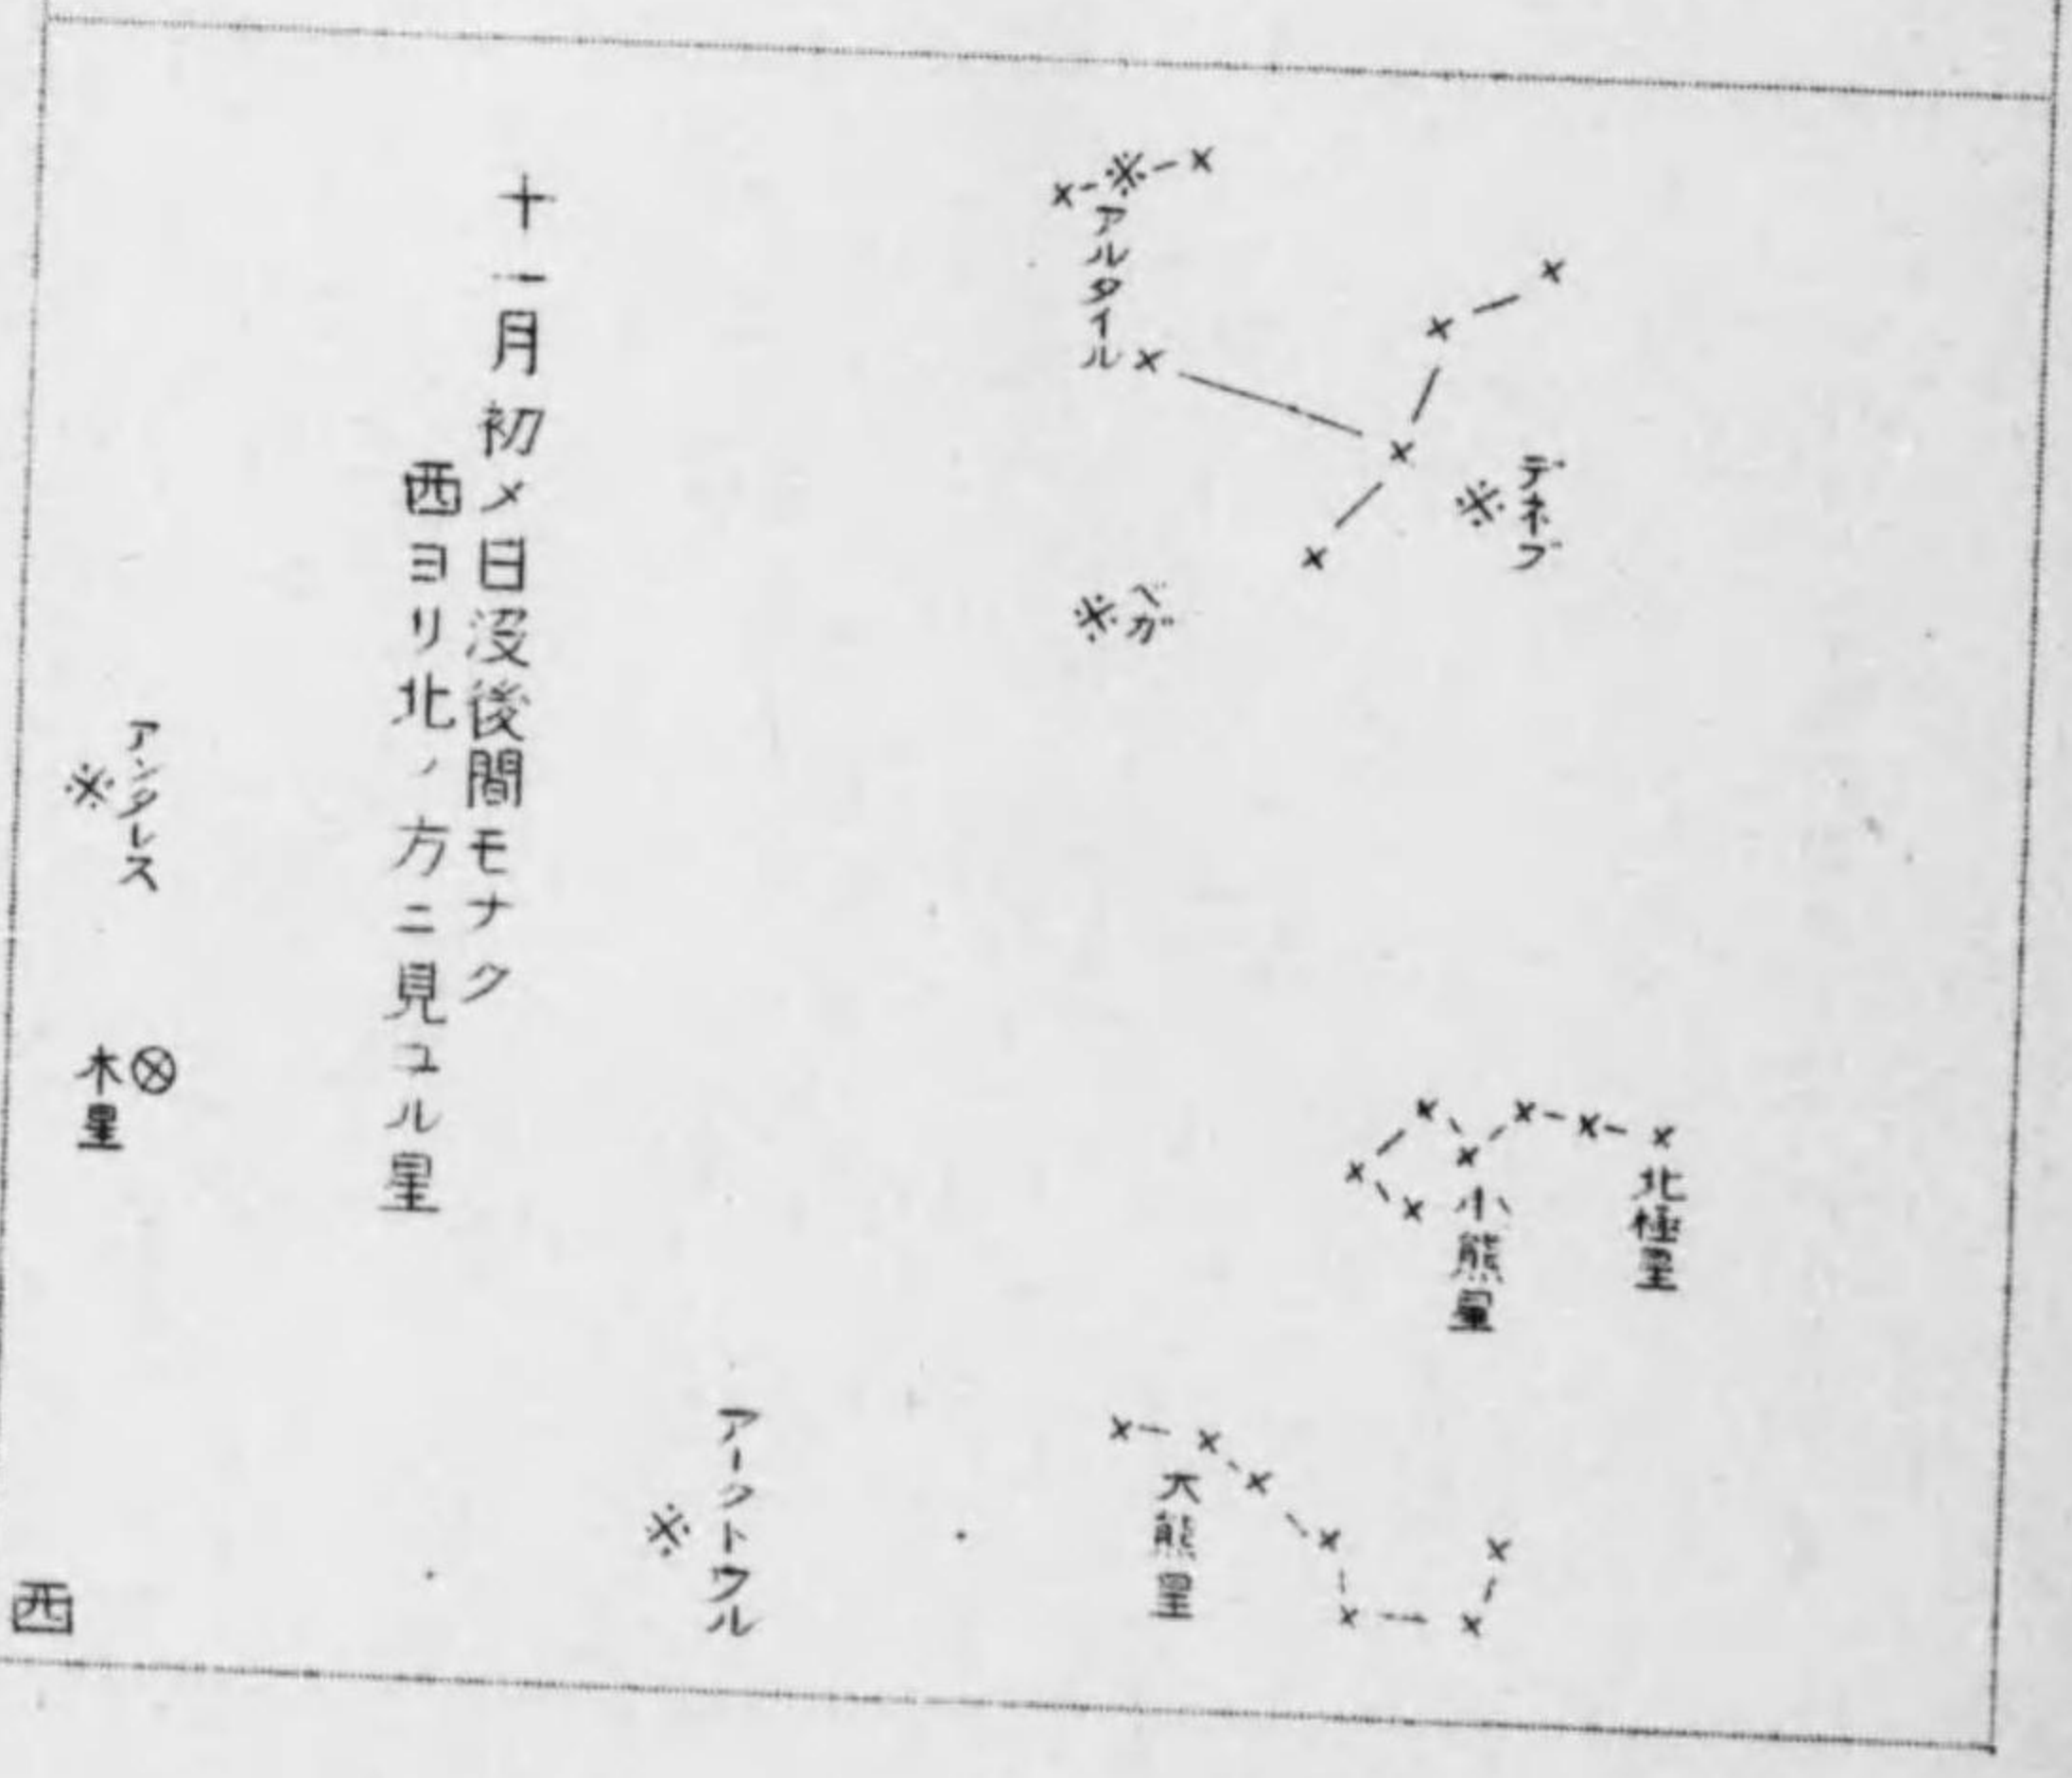 十一月初メ日没後間モナク
西ヨリ北ノ方ニ見ユル星
アルタイル
デネブ
ベガ
アンタレス
木星
北極星
小熊星
大熊星
アークトウル
西